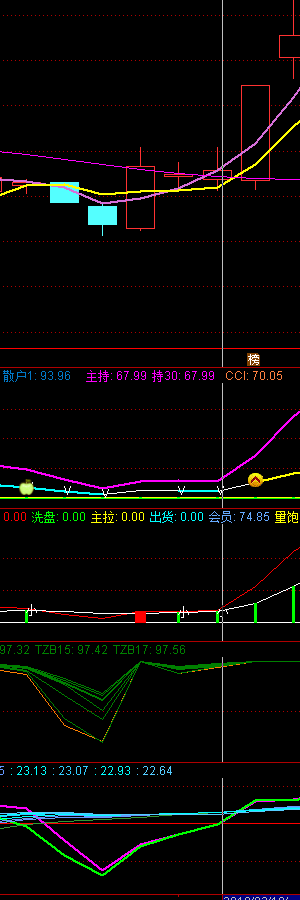 榜
散户1: 93.96 主持: 67.99 持30: 67.99 CCI: 70.05
0.00 洗盘: 0.00 主拉: 0.00 出货: 0.00 会员: 74.85 量饱
小
小
97.32 TZB15: 97.42 TZB17: 97.56
5 : 23.13 : 23.07 : 22.93 : 22.64